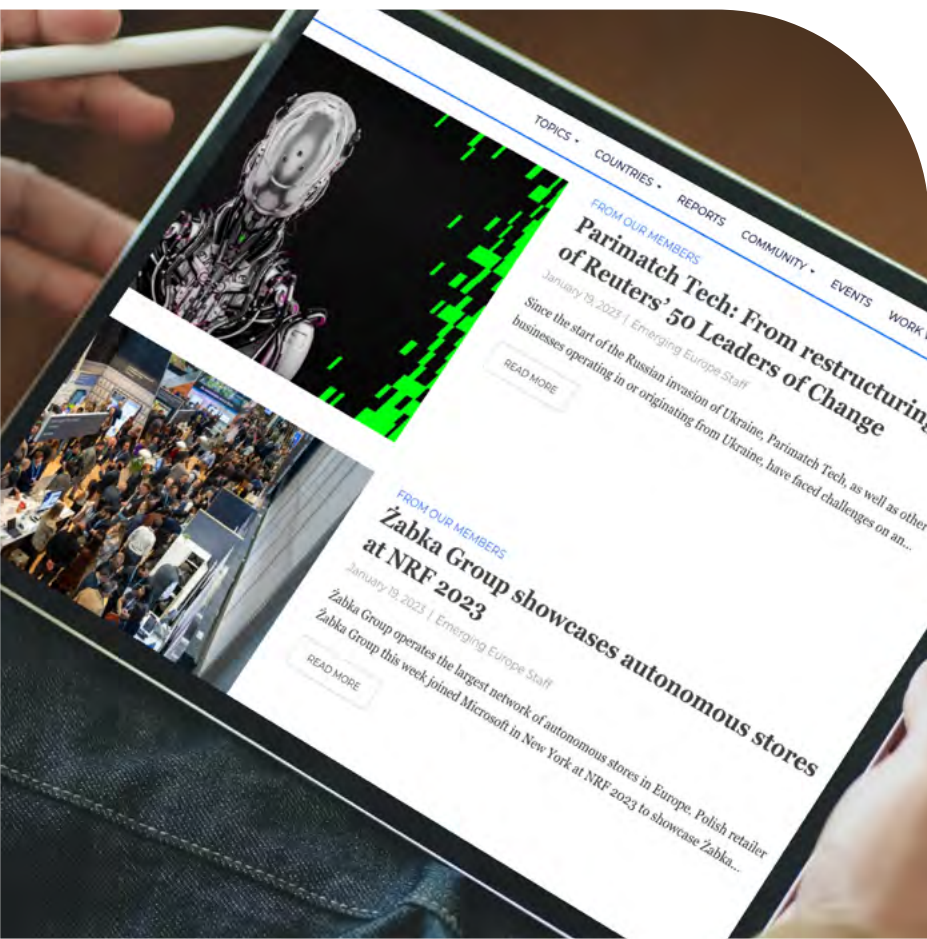 TOPICS
COUNTRIES
REPORTS
COMMUNITY
EVENTS
WORK
FROM OUR MEMBERS
Parimatch Tech: From restructuring
of Reuters' 50 Leaders of Change
January 19, 2023 | Emerging Europe Staff
Since the start of the Russian invasion of Ukraine, Parimatch Tech, as well as other
businesses operating in or originating from Ukraine, have faced challenges on an...
READ MORE
FROM OUR MEMBERS
Żabka Group showcases autonomous stores
at NRF 2023
January 19, 2023 | Emerging Europe Staff
Żabka Group operates the largest network of autonomous stores in Europe. Polish retailer
Żabka Group this week joined Microsoft in New York at NRF 2023 to showcase Żabka...
READ MORE